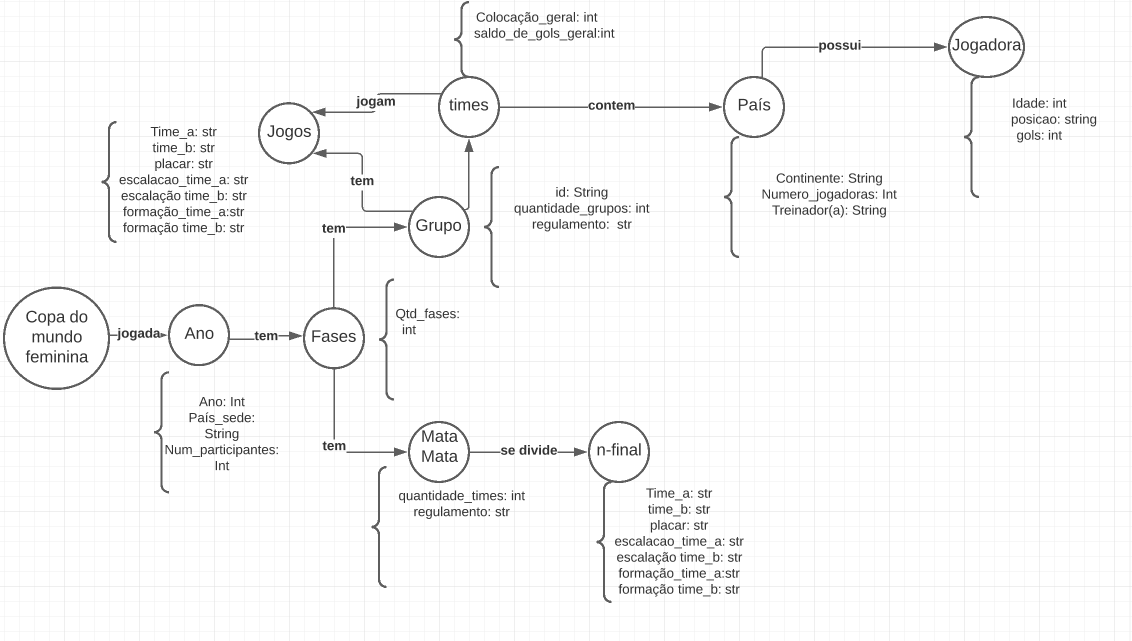 Colocação_geral: int
saldo_de_gols_geral:int
possui
Jogadora
jogam
times
contem
País
Idade: int
posicao: string
gols: int
Jogos
Time_a: str
time_b: str
placar: str
escalacao_time_a: str
escalação time_b: str
formação_time_a:str
formação time_b: str
tem
Continente: String
Numero_jogadoras: Int
Treinador(a): String
id: String
quantidade_grupos: int
regulamento: str
tem
Grupo
Copa do
mundo
feminina
jogada
Ano
tem
Fases
Qtd_fases:
int
Ano: Int
País_sede:
String
Num_participantes:
Int
tem
Mata
Mata
se divide
n-final
quantidade_times: int
regulamento: str
Time_a: str
time_b: str
placar: str
escalacao_time_a: str
escalação time_b: str
formação_time_a:str
formação time_b: str